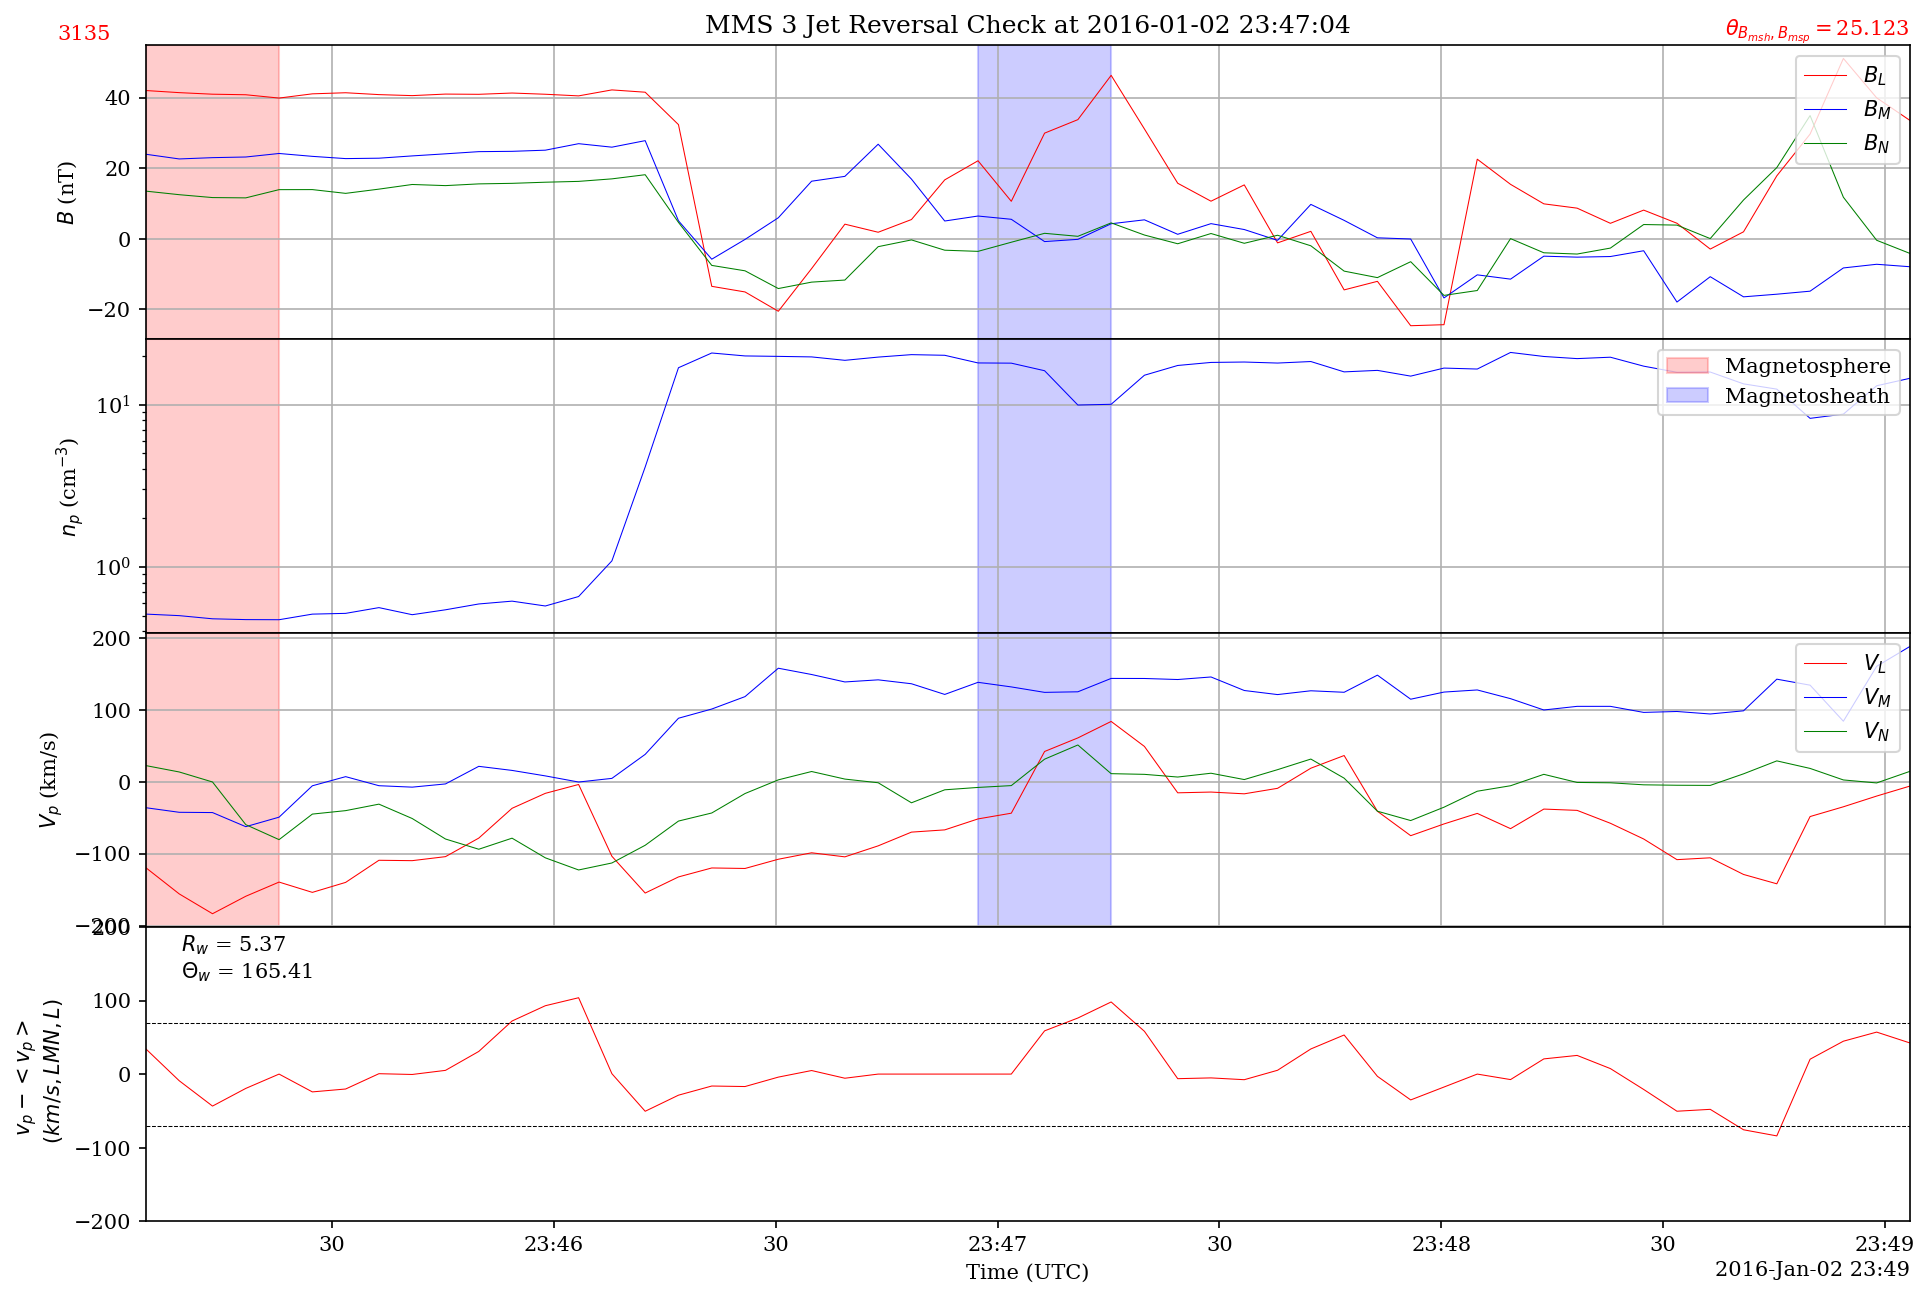 MMS 3 Jet Reversal Check at 2016-01-02 23:47:04
3135
θ_{B_{msh}, B_{msp}} = 25.123
B_L
B_M
B_N
40
20
0
−20
B (nT)
Magnetosphere
Magnetosheath
10^1
10^0
n_p (cm^{−3})
V_L
V_M
V_N
200
100
0
−100
−200
V_p (km/s)
R_w = 5.37
Θ_w = 165.41
200
100
0
−100
−200
v_p − < v_p >
(km/s, LMN, L)
30
23:46
30
23:47
30
23:48
30
23:49
Time (UTC)
2016-Jan-02 23:49